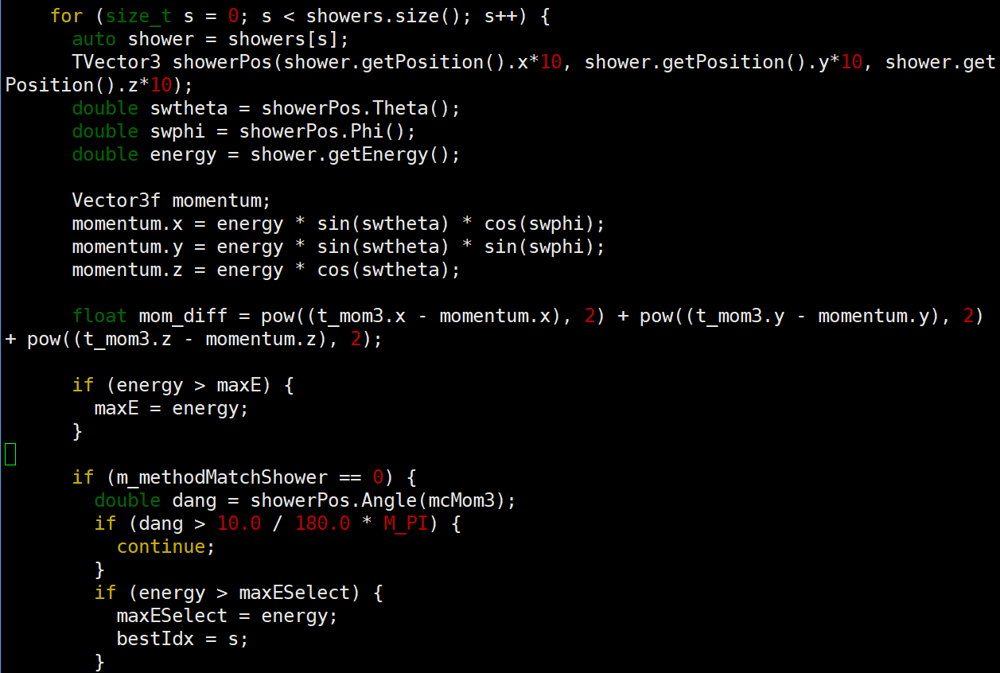 for (size_t s = 0; s < showers.size(); s++) {
auto shower = showers[s];
TVector3 showerPos(shower.getPosition().x*10, shower.getPosition().y*10, shower.get
Position().z*10);
double swtheta = showerPos.Theta();
double swphi = showerPos.Phi();
double energy = shower.getEnergy();
Vector3f momentum;
momentum.x = energy * sin(swtheta) * cos(swphi);
momentum.y = energy * sin(swtheta) * sin(swphi);
momentum.z = energy * cos(swtheta);
float mom_diff = pow((t_mom3.x - momentum.x), 2) + pow((t_mom3.y - momentum.y), 2)
+ pow((t_mom3.z - momentum.z), 2);
if (energy > maxE) {
maxE = energy;
}
if (m_methodMatchShower == 0) {
double dang = showerPos.Angle(mcMom3);
if (dang > 10.0 / 180.0 * M_PI) {
continue;
}
if (energy > maxESelect) {
maxESelect = energy;
bestIdx = s;
}